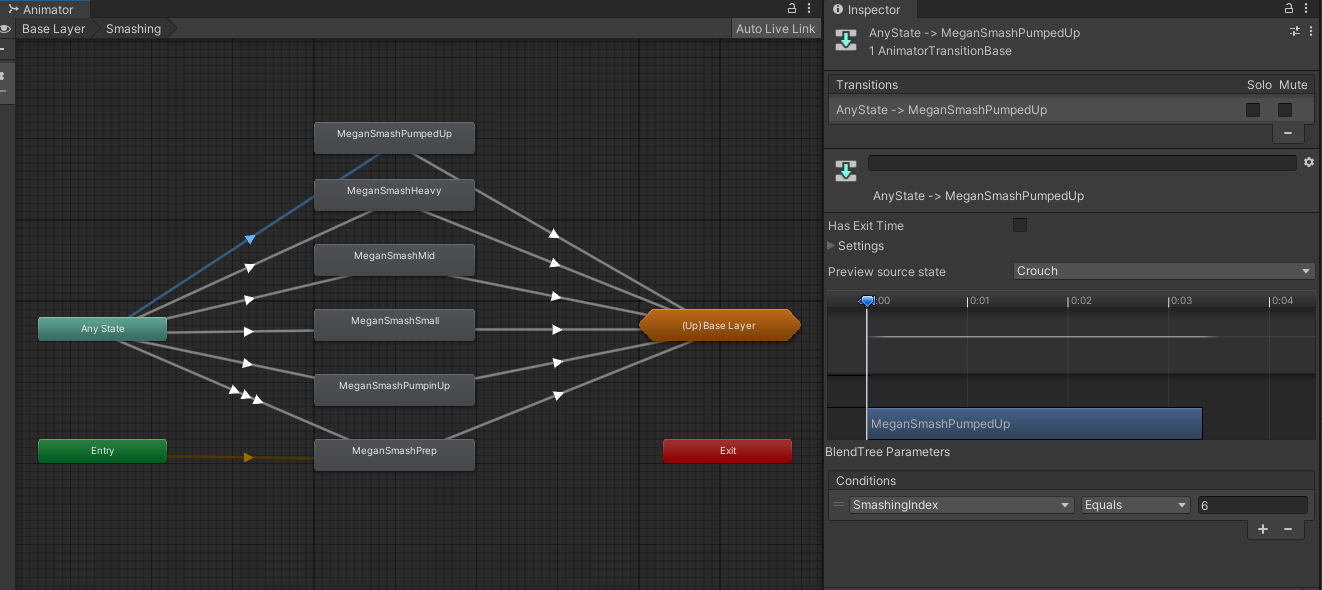 Animator
Base Layer
Smashing
Auto Live Link
MeganSmashPumpedUp
MeganSmashHeavy
MeganSmashMid
Any State
MeganSmashSmall
(Up) Base Layer
MeganSmashPumpinUp
Entry
MeganSmashPrep
Exit
Inspector
AnyState -> MeganSmashPumpedUp
1 AnimatorTransitionBase
Transitions Solo Mute
AnyState -> MeganSmashPumpedUp
AnyState -> MeganSmashPumpedUp
Has Exit Time
Settings
Preview source state Crouch
:00 0:01 0:02 0:03 0:04
MeganSmashPumpedUp
BlendTree Parameters
Conditions
SmashingIndex Equals 6